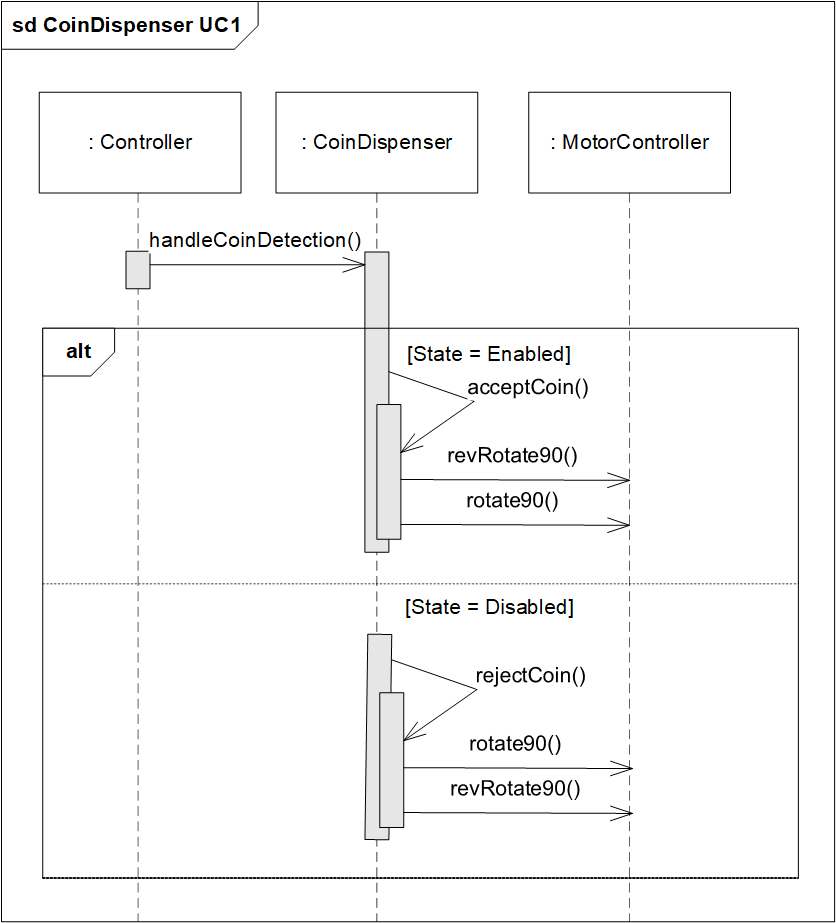 sd CoinDispenser UC1
: Controller
: CoinDispenser
: MotorController
handleCoinDetection()
alt
[State = Enabled]
acceptCoin()
revRotate90()
rotate90()
[State = Disabled]
rejectCoin()
rotate90()
revRotate90()